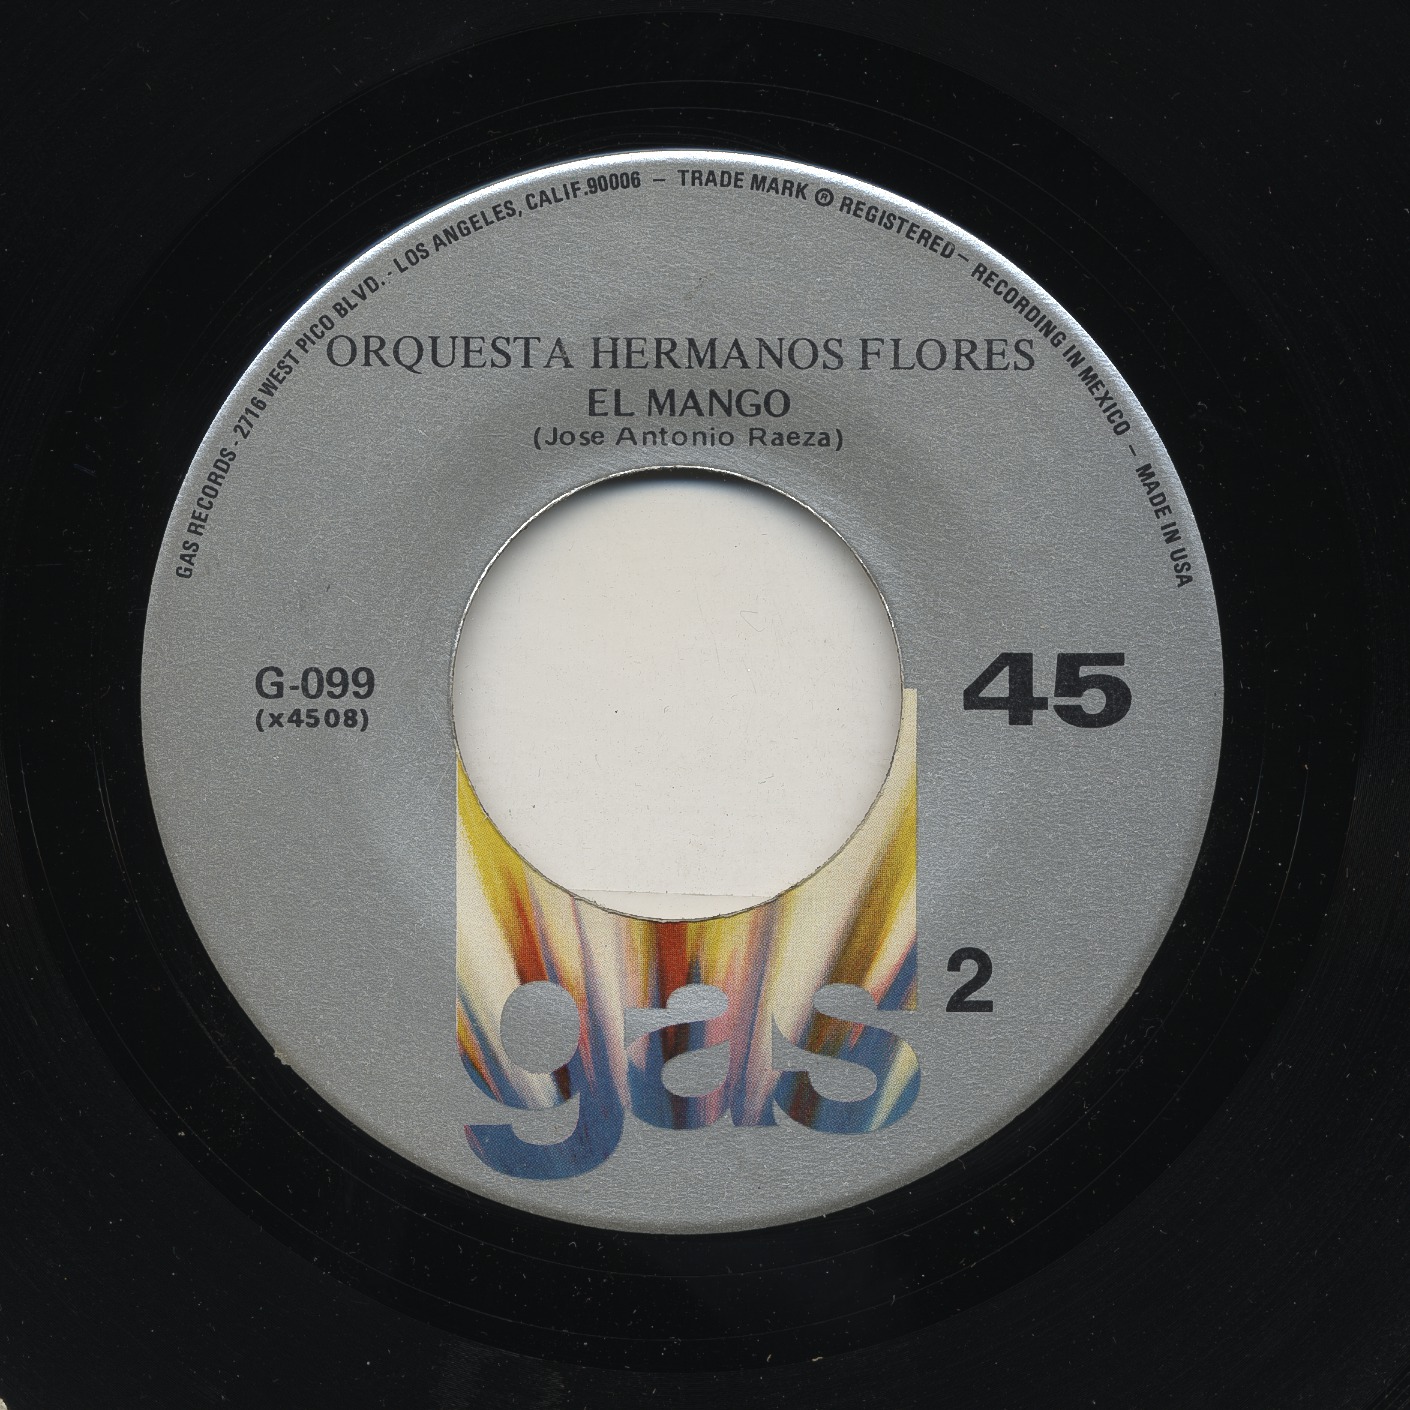 GAS RECORDS - 2716 WEST PICO BLVD. - LOS ANGELES, CALIF. 90006 — TRADE MARK ® REGISTERED — RECORDING IN MEXICO — MADE IN USA
ORQUESTA HERMANOS FLORES
EL MANGO
(Jose Antonio Raeza)
G-099
(x4508)
45
2
gas